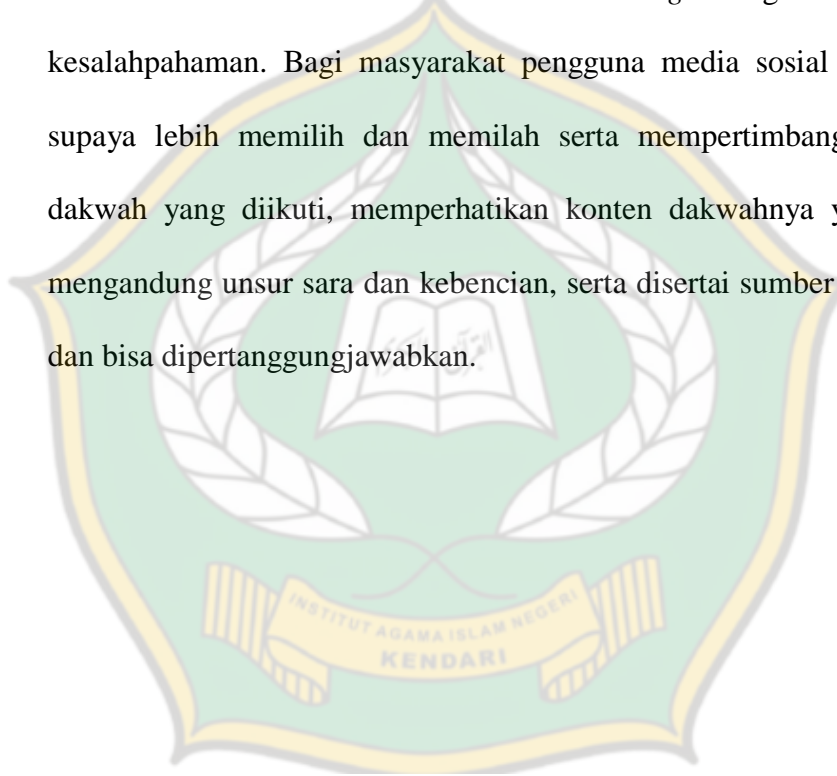 kesalahpahaman. Bagi masyarakat pengguna media sosial
supaya lebih memilih dan memilah serta mempertimbang
dakwah yang diikuti, memperhatikan konten dakwahnya y
mengandung unsur sara dan kebencian, serta disertai sumber
dan bisa dipertanggungjawabkan.
INSTITUT AGAMA ISLAM NEGERI
KENDARI